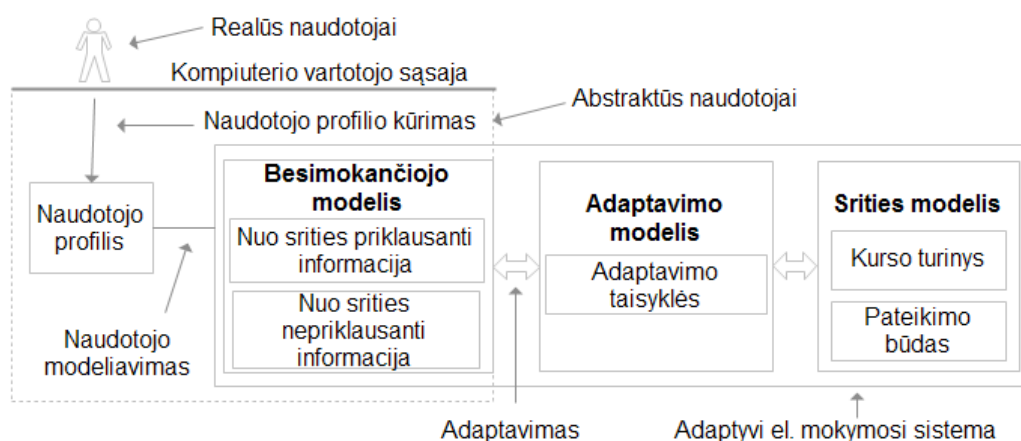 Realūs naudotojai
Kompiuterio vartotojo sąsaja
Abstraktūs naudotojai
Naudotojo profilio kūrimas
Naudotojo
profilis
Besimokančiojo
modelis
Nuo srities priklausanti
informacija
Nuo srities
nepriklausanti
informacija
Adaptavimo
modelis
Adaptavimo
taisyklės
Srities modelis
Kurso turinys
Pateikimo
būdas
Naudotojo
modeliavimas
Adaptavimas
Adaptyvi el. mokymosi sistema